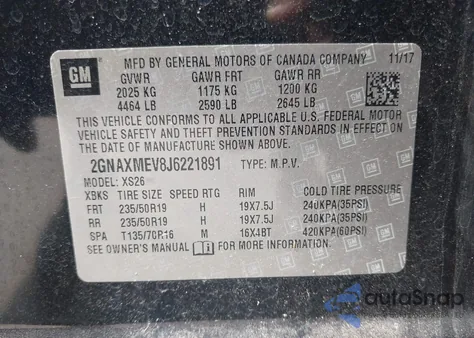 GM
MFD BY GENERAL MOTORS OF CANADA COMPANY 11/17
GVWR GAWR FRT GAWR RR
2025 KG 1175 KG 1200 KG
4464 LB 2590 LB 2645 LB
THIS VEHICLE CONFORMS TO ALL APPLICABLE U.S. FEDERAL MOTOR
VEHICLE SAFETY AND THEFT PREVENTION STANDARDS IN EFFECT ON THE
DATE OF MANUFACTURE SHOWN ABOVE.
2GNAXMEV8J6221891 TYPE: M.P.V.
MODEL: XS26
XBKS TIRE SIZE SPEED RTG RIM COLD TIRE PRESSURE
FRT 235/50R19 H 19X7.5J 240KPA(35PSI)
RR 235/50R19 H 19X7.5J 240KPA(35PSI)
SPA T135/70R16 M 16X4BT 420KPA(60PSI)
SEE OWNER'S MANUAL FOR MORE INFORMATION.
autoSnap